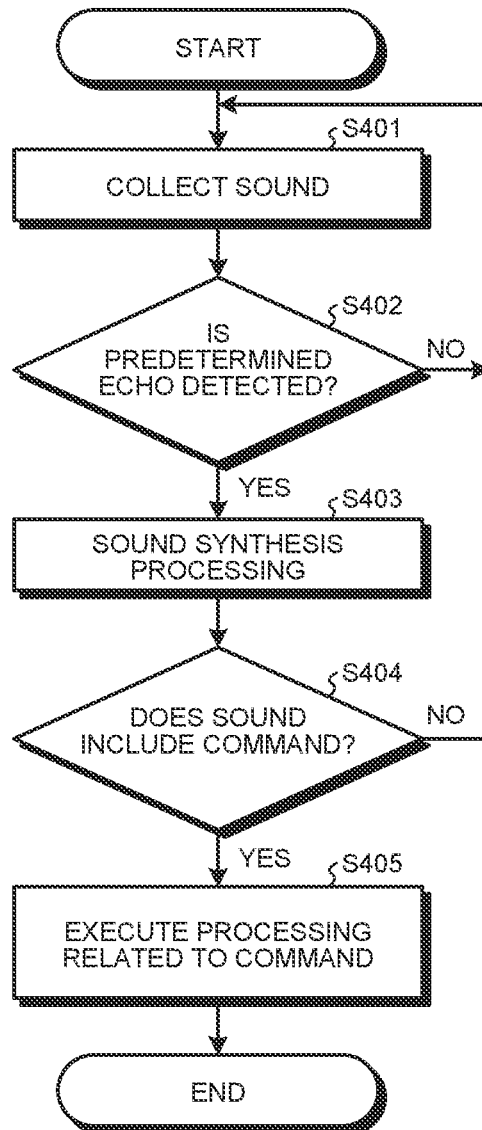 START
S401
COLLECT SOUND
S402
IS
PREDETERMINED
ECHO DETECTED?
NO
YES
S403
SOUND SYNTHESIS
PROCESSING
S404
DOES SOUND
INCLUDE COMMAND?
NO
YES
S405
EXECUTE PROCESSING
RELATED TO COMMAND
END